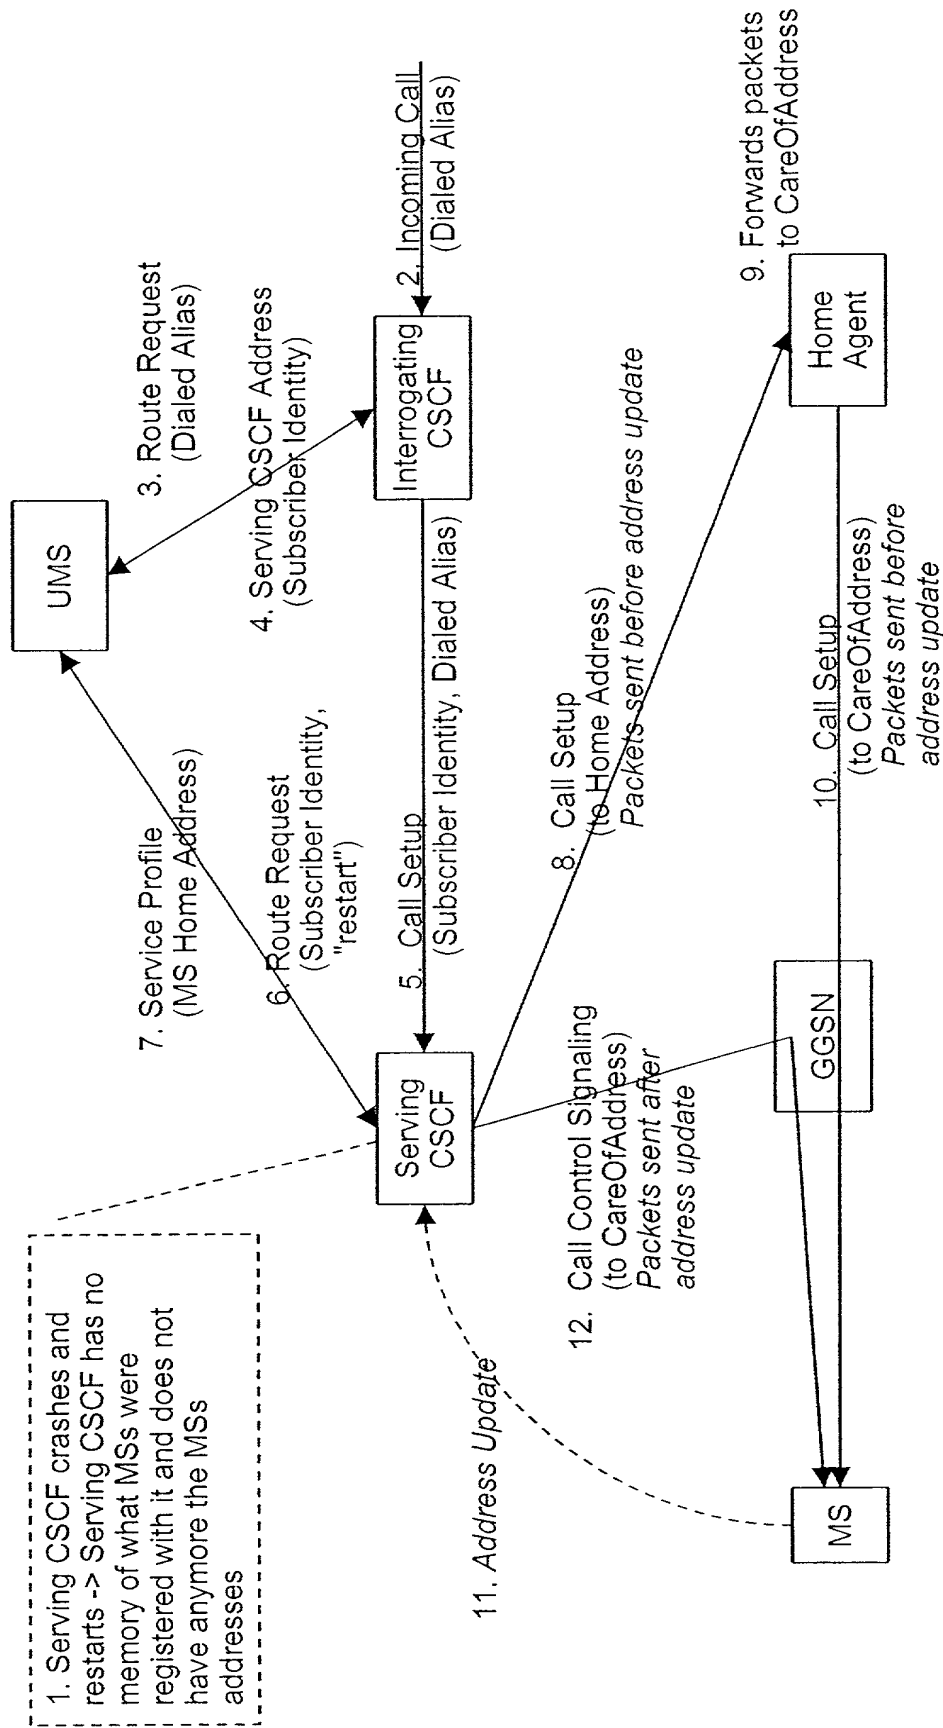 1. Serving CSCF crashes and
restarts -> Serving CSCF has no
memory of what MSs were
registered with it and does not
have anymore the MSs
addresses
7. Service Profile
(MS Home Address)
UMS
3. Route Request
(Dialed Alias)
4. Serving CSCF Address
(Subscriber Identity)
6. Route Request
(Subscriber Identity,
"restart")
Serving
CSCF
5. Call Setup
(Subscriber Identity, Dialed Alias)
Interrogating
CSCF
2. Incoming Call
(Dialed Alias)
11. Address Update
12. Call Control Signaling
(to CareOfAddress)
Packets sent after
address update
8. Call Setup
(to Home Address)
Packets sent before address update
9. Forwards packets
to CareOfAddress
MS
GGSN
Home
Agent
10. Call Setup
(to CareOfAddress)
Packets sent before
address update